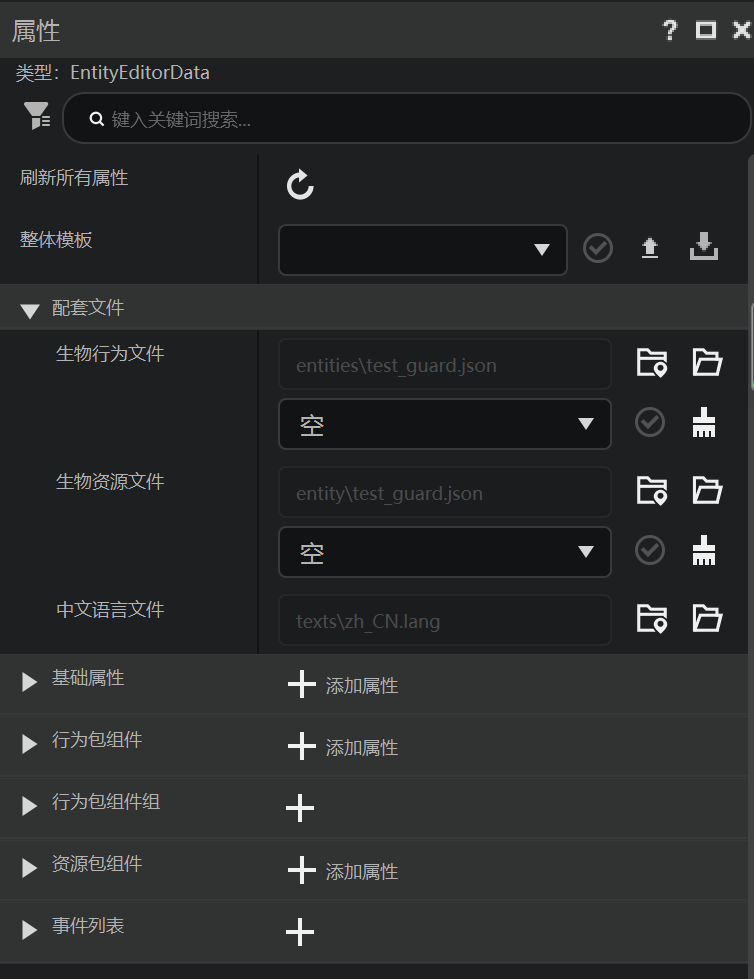 属性
类型：EntityEditorData
键入关键词搜索...
刷新所有属性
整体模板
配套文件
生物行为文件
entities\test_guard.json
空
生物资源文件
entity\test_guard.json
空
中文语言文件
texts\zh_CN.lang
基础属性
添加属性
行为包组件
添加属性
行为包组件组
资源包组件
添加属性
事件列表